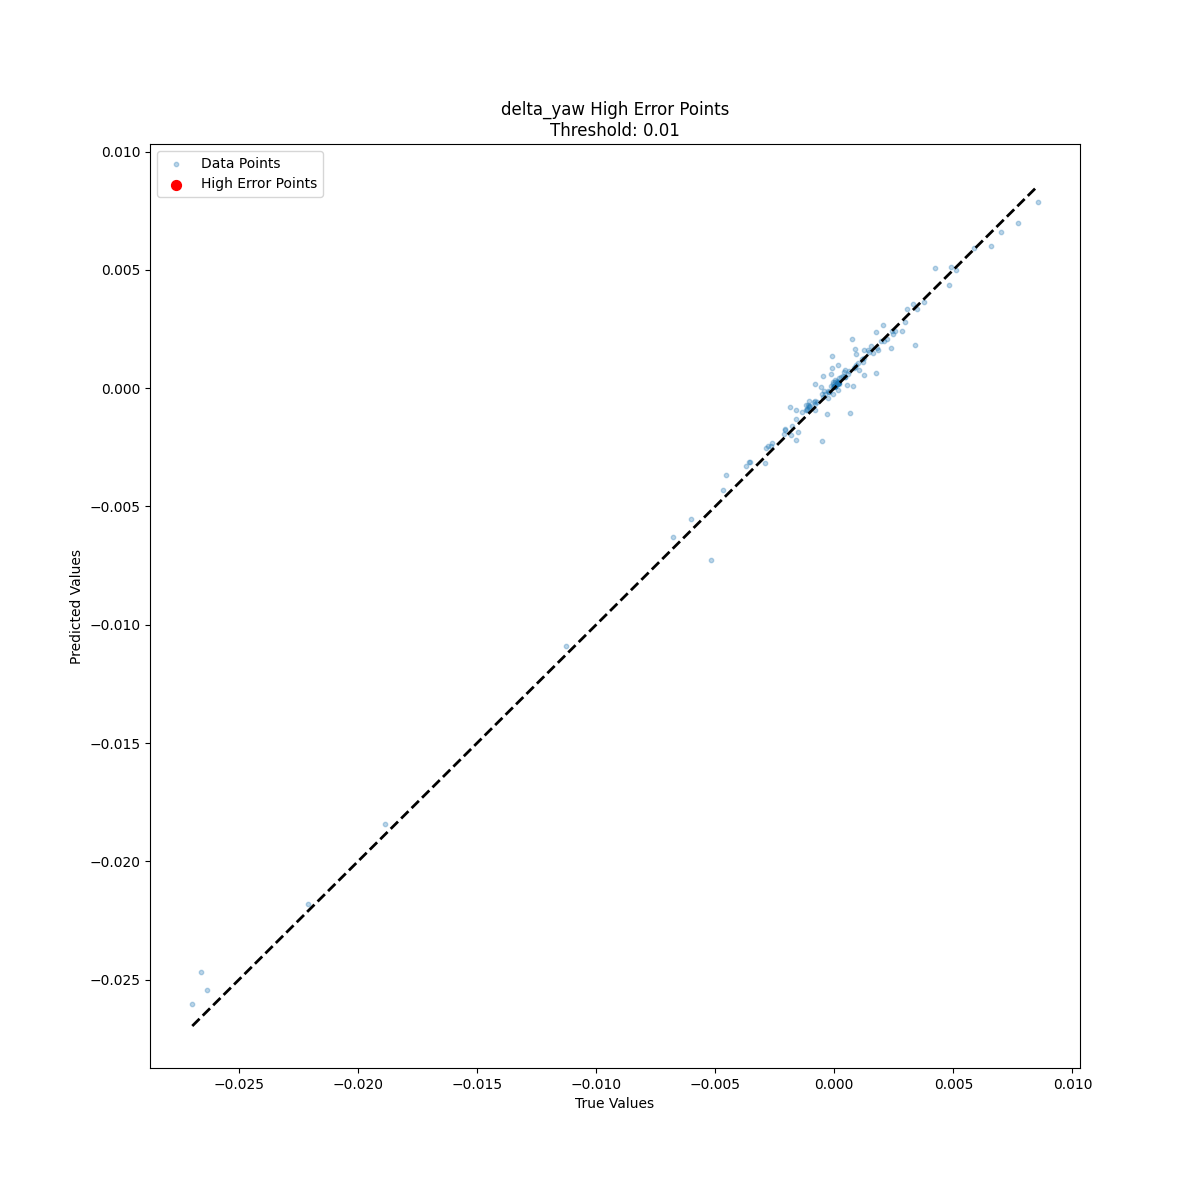 delta_yaw High Error Points
Threshold: 0.01
Data Points
High Error Points
0.010
0.005
0.000
−0.005
−0.010
−0.015
−0.020
−0.025
Predicted Values
−0.025 −0.020 −0.015 −0.010 −0.005 0.000 0.005 0.010
True Values